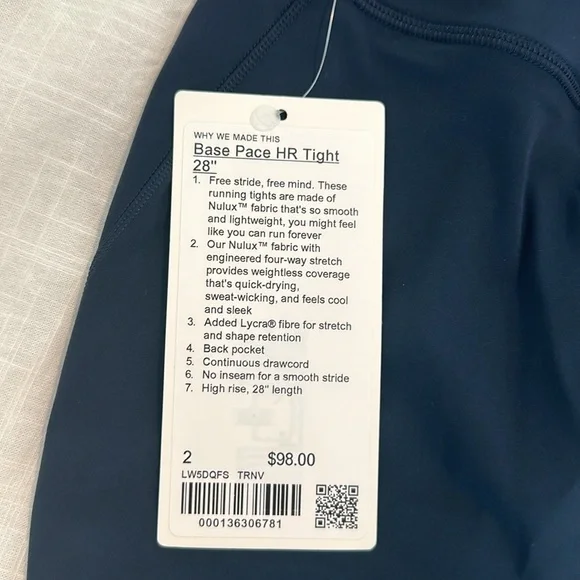 WHY WE MADE THIS
Base Pace HR Tight
28"
1. Free stride, free mind. These
running tights are made of
Nulux™ fabric that's so smooth
and lightweight, you might feel
like you can run forever
2. Our Nulux™ fabric with
engineered four-way stretch
provides weightless coverage
that's quick-drying,
sweat-wicking, and feels cool
and sleek
3. Added Lycra® fibre for stretch
and shape retention
4. Back pocket
5. Continuous drawcord
6. No inseam for a smooth stride
7. High rise, 28" length
2 $98.00
LW5DQFS TRNV
000136306781